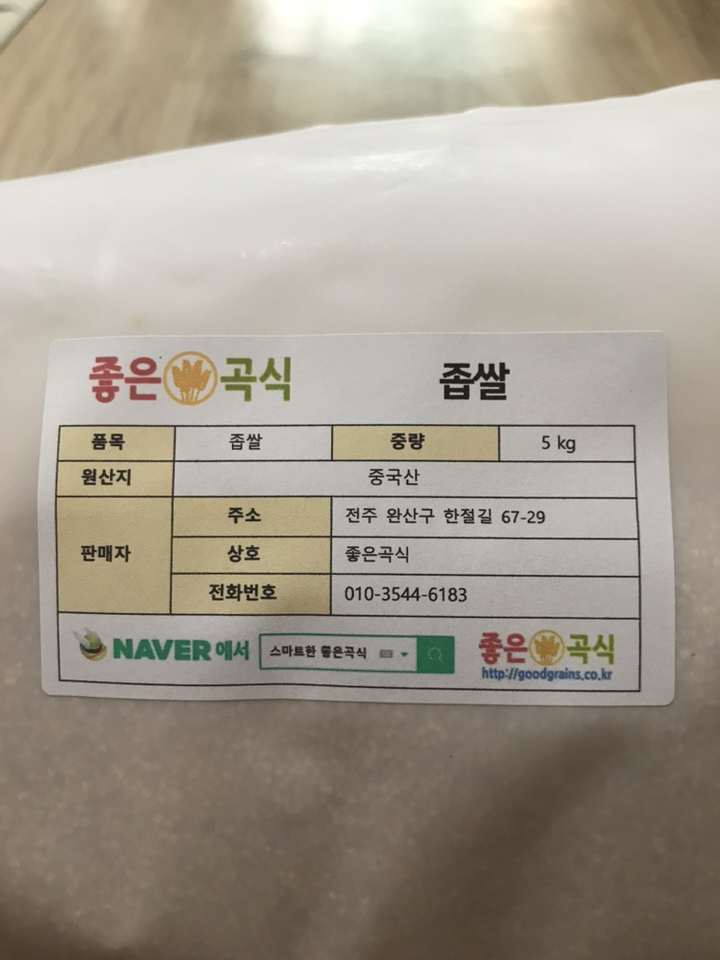 좋은곡식 좁쌀
품목 좁쌀 중량 5 kg
원산지 중국산
판매자 주소 전주 완산구 한절길 67-29
상호 좋은곡식
전화번호 010-3544-6183
NAVER에서 스마트한 좋은곡식 좋은곡식
http://goodgrains.co.kr